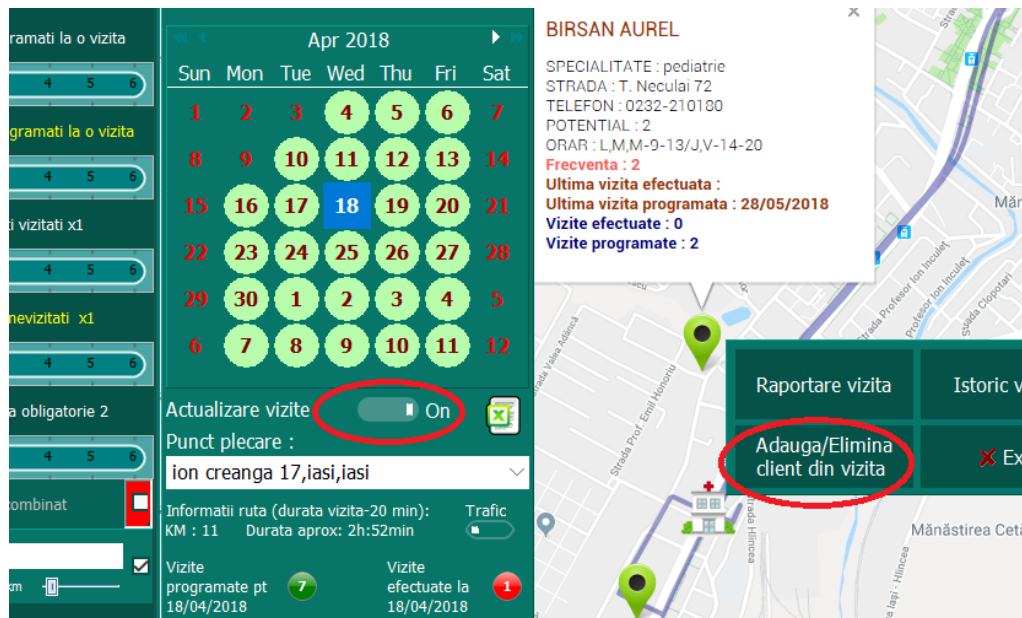 ramati la o vizita
4 5 6
gramati la o vizita
4 5 6
i vizitati x1
4 5 6
nevizitati x1
4 5 6
a obligatorie 2
4 5 6
combinat
km
Apr 2018
Sun Mon Tue Wed Thu Fri Sat
1 2 3 4 5 6 7
8 9 10 11 12 13 14
15 16 17 18 19 20 21
22 23 24 25 26 27 28
29 30 1 2 3 4 5
6 7 8 9 10 11 12
Actualizare vizite On
Punct plecare :
ion creanga 17,iasi,iasi
Informatii ruta (durata vizita-20 min): Trafic
KM : 11 Durata aprox: 2h:52min
Vizite
programate pt
18/04/2018
7
Vizite
efectuate la
18/04/2018
1
BIRSAN AUREL
SPECIALITATE : pediatrie
STRADA : T. Neculai 72
TELEFON : 0232-210180
POTENTIAL : 2
ORAR : L,M,M-9-13/J,V-14-20
Frecventa : 2
Ultima vizita efectuata :
Ultima vizita programata : 28/05/2018
Vizite efectuate : 0
Vizite programate : 2
Raportare vizita
Istoric v
Adauga/Elimina
client din vizita
Ex
Măr
Strada Profesor Ion Inculeț
Profesor Ion Inculeț
Strada Clopotari
Strada Valea Adâncă
Strada Prof. Emil Honoriu
Strada Hlincea
Mănăstirea Cetă
Iași - Hlincea